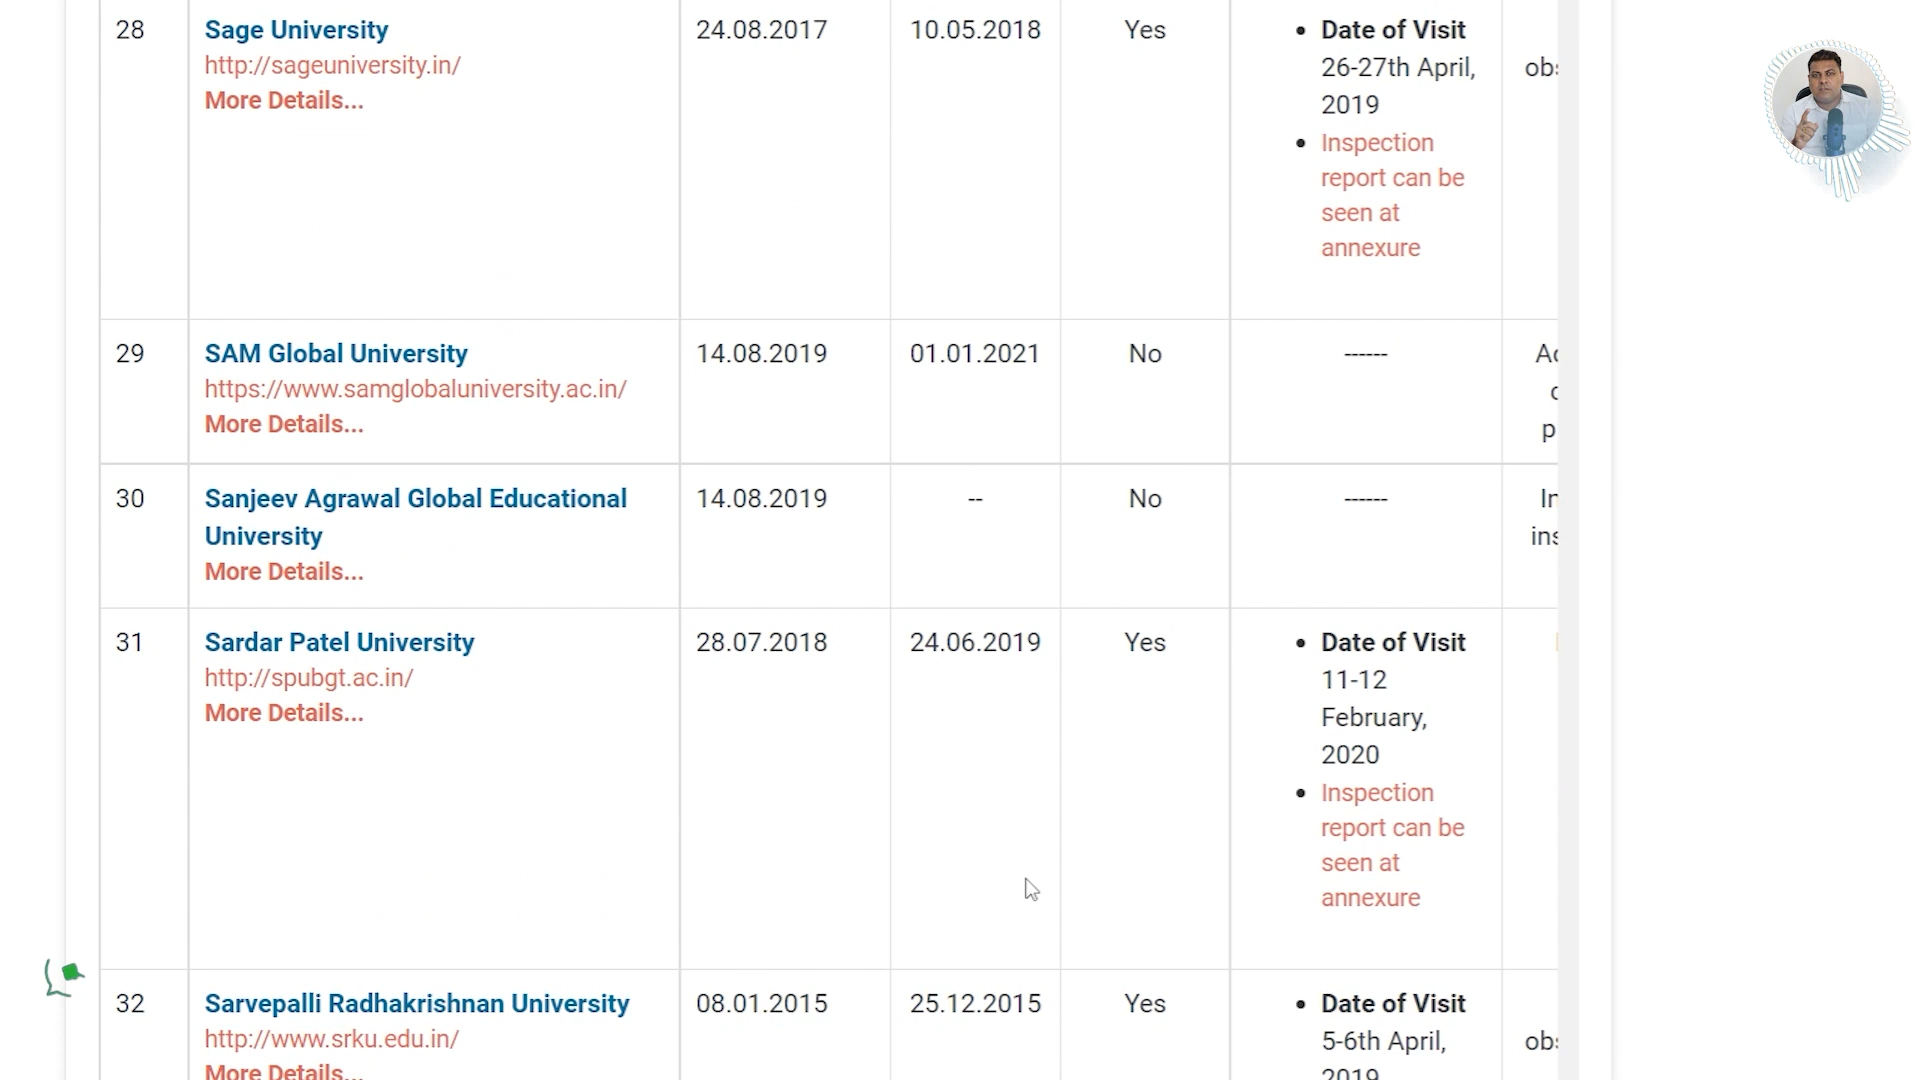 28
Sage University
http://sageuniversity.in/
More Details...
24.08.2017
10.05.2018
Yes
• Date of Visit
26-27th April,
2019
• Inspection
report can be
seen at
annexure
29
SAM Global University
https://www.samglobaluniversity.ac.in/
More Details...
14.08.2019
01.01.2021
No
------
30
Sanjeev Agrawal Global Educational
University
More Details...
14.08.2019
--
No
------
31
Sardar Patel University
http://spubgt.ac.in/
More Details...
28.07.2018
24.06.2019
Yes
• Date of Visit
11-12
February,
2020
• Inspection
report can be
seen at
annexure
32
Sarvepalli Radhakrishnan University
http://www.srku.edu.in/
More Details...
08.01.2015
25.12.2015
Yes
• Date of Visit
5-6th April,
2019